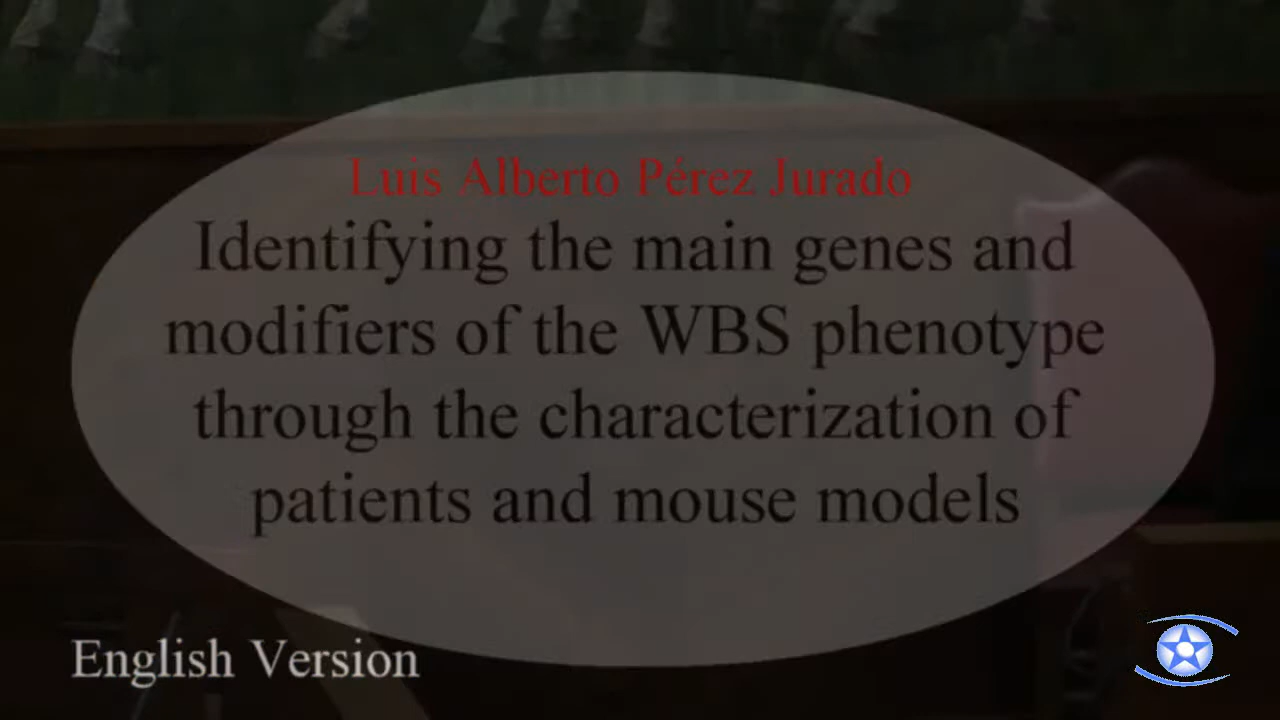 Luis Alberto Pérez Jurado
Identifying the main genes and
modifiers of the WBS phenotype
through the characterization of
patients and mouse models
English Version